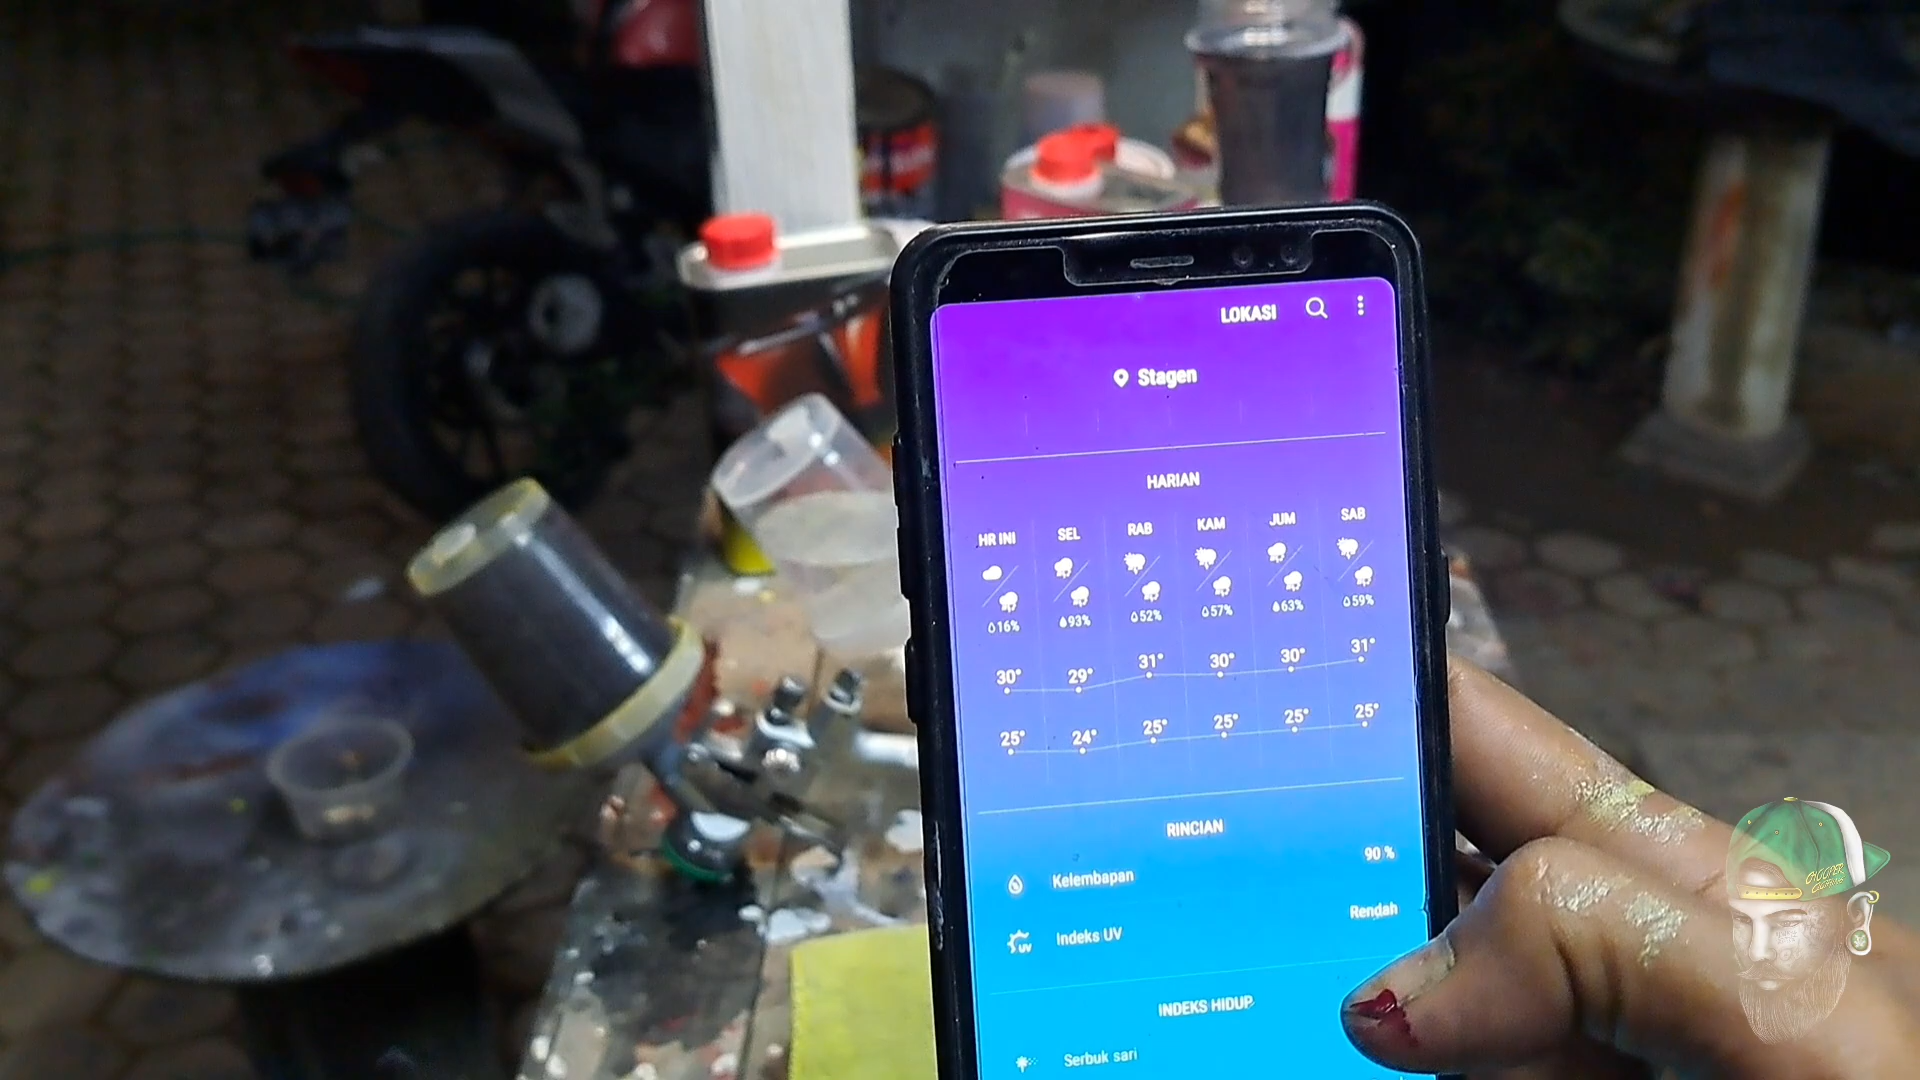 LOKASI
Stagen
HARIAN
HR INI SEL RAB KAM JUM SAB
16% 93% 52% 57% 63% 59%
30° 29° 31° 30° 30° 31°
25° 24° 25° 25° 25° 25°
RINCIAN
Kelembapan 90 %
Indeks UV Rendah
UV
INDEKS HIDUP
Serbuk sari